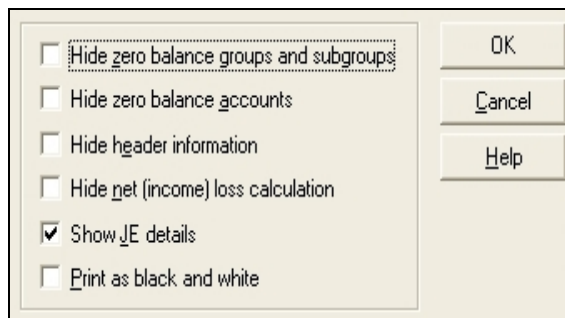 Hide zero balance groups and subgroups
Hide zero balance accounts
Hide header information
Hide net (income) loss calculation
Show JE details
Print as black and white
OK
Cancel
Help